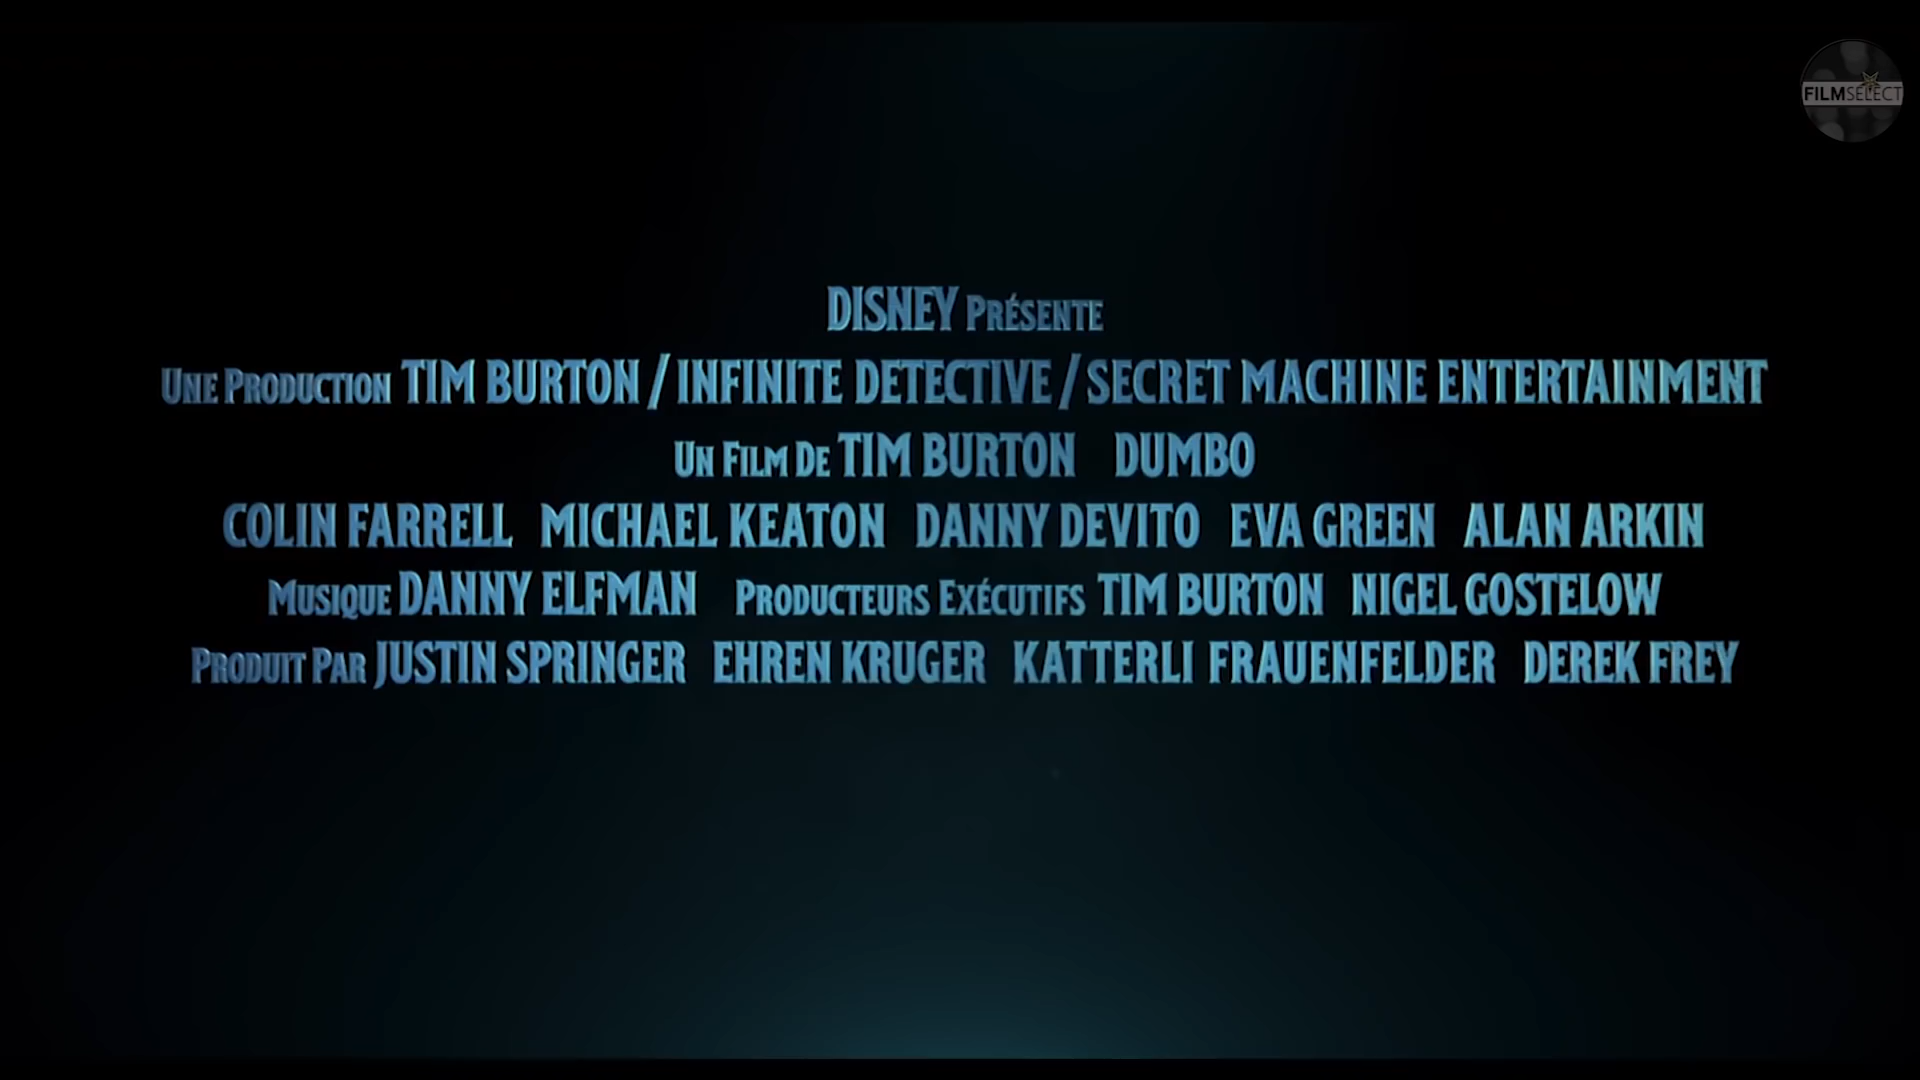 FILMSELECT
DISNEY PRÉSENTE
UNE PRODUCTION TIM BURTON / INFINITE DETECTIVE / SECRET MACHINE ENTERTAINMENT
UN FILM DE TIM BURTON DUMBO
COLIN FARRELL MICHAEL KEATON DANNY DEVITO EVA GREEN ALAN ARKIN
MUSIQUE DANNY ELFMAN PRODUCTEURS EXÉCUTIFS TIM BURTON NIGEL GOSTELOW
PRODUIT PAR JUSTIN SPRINGER EHREN KRUGER KATTERLI FRAUENFELDER DEREK FREY